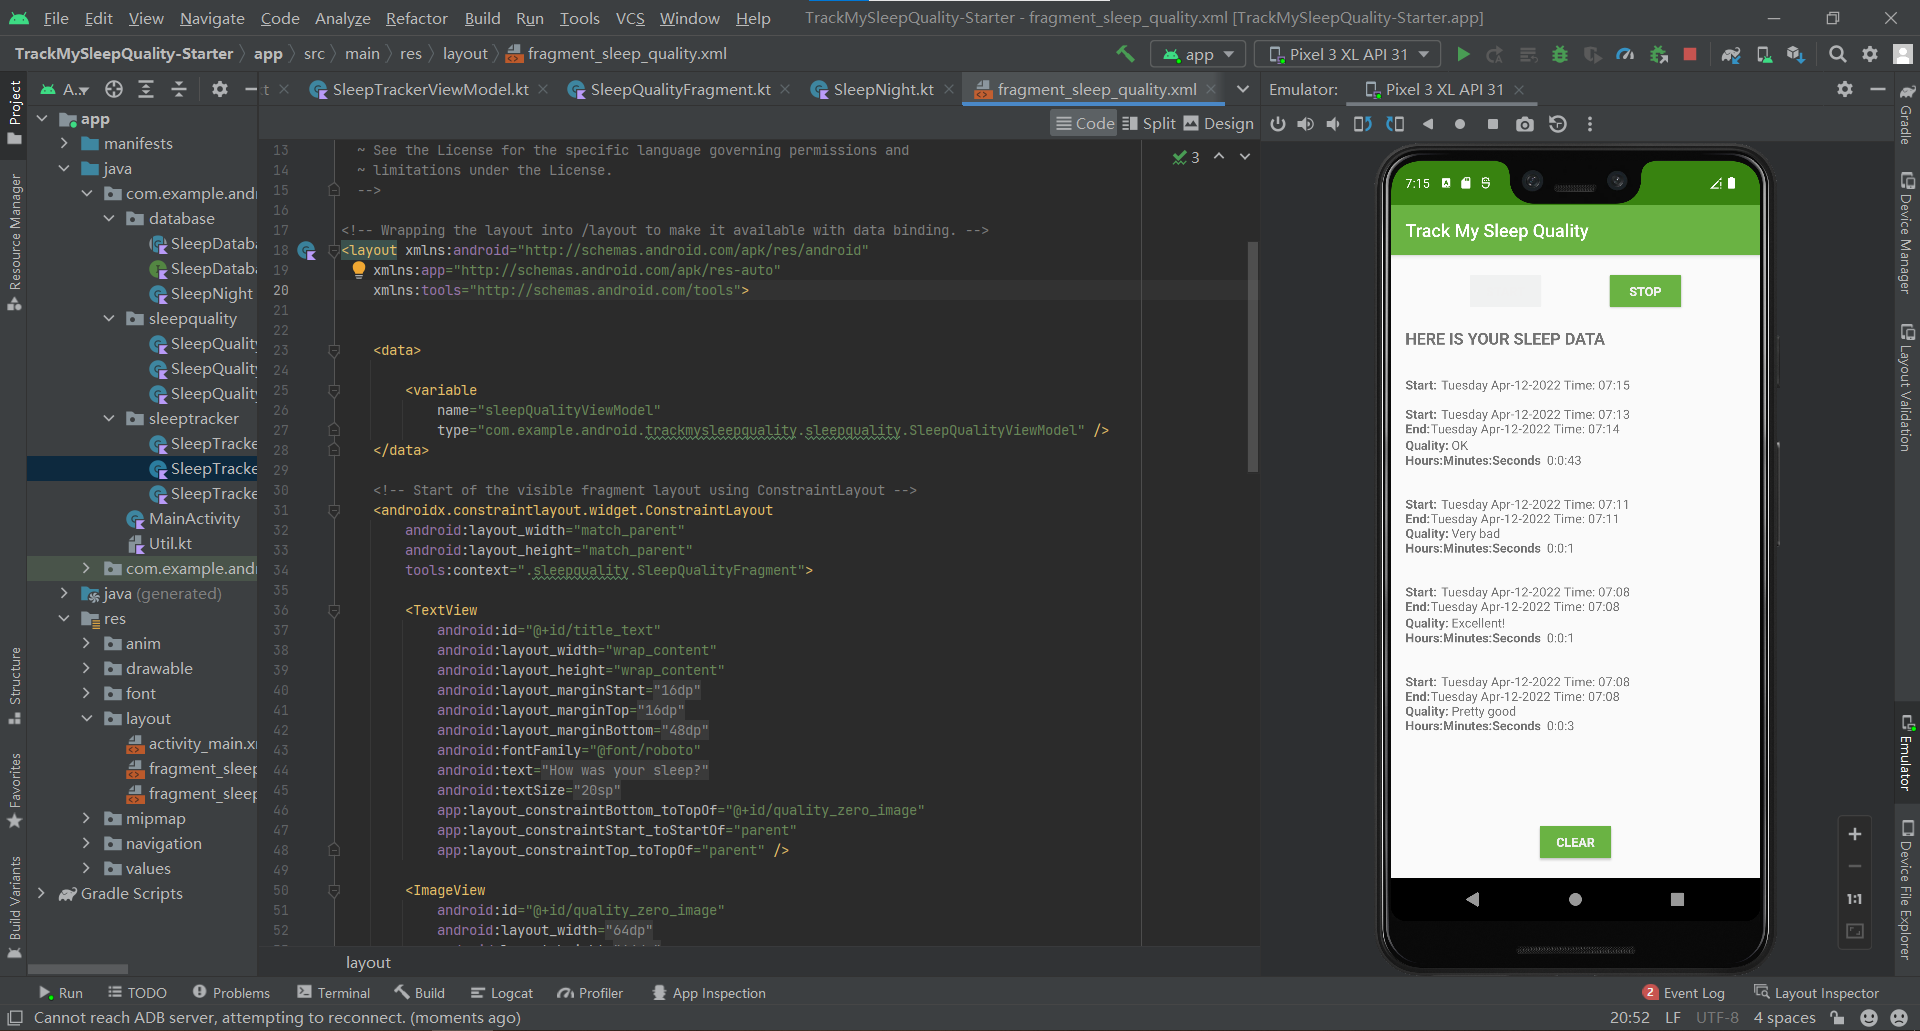 File Edit View Navigate Code Analyze Refactor Build Run Tools VCS Window Help TrackMySleepQuality-Starter - fragment_sleep_quality.xml [TrackMySleepQuality-Starter.app]
TrackMySleepQuality-Starter app src main res layout fragment_sleep_quality.xml app Pixel 3 XL API 31
A... SleepTrackerViewModel.kt SleepQualityFragment.kt SleepNight.kt fragment_sleep_quality.xml Emulator: Pixel 3 XL API 31
Code Split Design
Project
Resource Manager
Structure
Favorites
Build Variants
app
manifests
java
com.example.andr
database
SleepDataba
SleepDataba
SleepNight
sleepquality
SleepQuality
SleepQuality
SleepQuality
sleeptracker
SleepTracke
SleepTracke
SleepTracke
MainActivity
Util.kt
com.example.andr
java (generated)
res
anim
drawable
font
layout
activity_main.xm
fragment_sleep
fragment_sleep
mipmap
navigation
values
Gradle Scripts
3
13 ~ See the License for the specific language governing permissions and
14 ~ limitations under the License.
15 -->
16
17 <!-- Wrapping the layout into /layout to make it available with data binding. -->
18 <layout xmlns:android="http://schemas.android.com/apk/res/android"
19 xmlns:app="http://schemas.android.com/apk/res-auto"
20 xmlns:tools="http://schemas.android.com/tools">
21
22
23 <data>
24
25 <variable
26 name="sleepQualityViewModel"
27 type="com.example.android.trackmysleepquality.sleepquality.SleepQualityViewModel" />
28 </data>
29
30 <!-- Start of the visible fragment layout using ConstraintLayout -->
31 <androidx.constraintlayout.widget.ConstraintLayout
32 android:layout_width="match_parent"
33 android:layout_height="match_parent"
34 tools:context=".sleepquality.SleepQualityFragment">
35
36 <TextView
37 android:id="@+id/title_text"
38 android:layout_width="wrap_content"
39 android:layout_height="wrap_content"
40 android:layout_marginStart="16dp"
41 android:layout_marginTop="16dp"
42 android:layout_marginBottom="48dp"
43 android:fontFamily="@font/roboto"
44 android:text="How was your sleep?"
45 android:textSize="20sp"
46 app:layout_constraintBottom_toTopOf="@+id/quality_zero_image"
47 app:layout_constraintStart_toStartOf="parent"
48 app:layout_constraintTop_toTopOf="parent" />
49
50 <ImageView
51 android:id="@+id/quality_zero_image"
52 android:layout_width="64dp"
layout
7:15
Track My Sleep Quality
STOP
HERE IS YOUR SLEEP DATA
Start: Tuesday Apr-12-2022 Time: 07:15
Start: Tuesday Apr-12-2022 Time: 07:13
End:Tuesday Apr-12-2022 Time: 07:14
Quality: OK
Hours:Minutes:Seconds 0:0:43
Start: Tuesday Apr-12-2022 Time: 07:11
End:Tuesday Apr-12-2022 Time: 07:11
Quality: Very bad
Hours:Minutes:Seconds 0:0:1
Start: Tuesday Apr-12-2022 Time: 07:08
End:Tuesday Apr-12-2022 Time: 07:08
Quality: Excellent!
Hours:Minutes:Seconds 0:0:1
Start: Tuesday Apr-12-2022 Time: 07:08
End:Tuesday Apr-12-2022 Time: 07:08
Quality: Pretty good
Hours:Minutes:Seconds 0:0:3
CLEAR
1:1
Gradle
Device Manager
Layout Validation
Emulator
Device File Explorer
Run TODO Problems Terminal Build Logcat Profiler App Inspection 2 Event Log Layout Inspector
Cannot reach ADB server, attempting to reconnect. (moments ago) 20:52 LF UTF-8 4 spaces